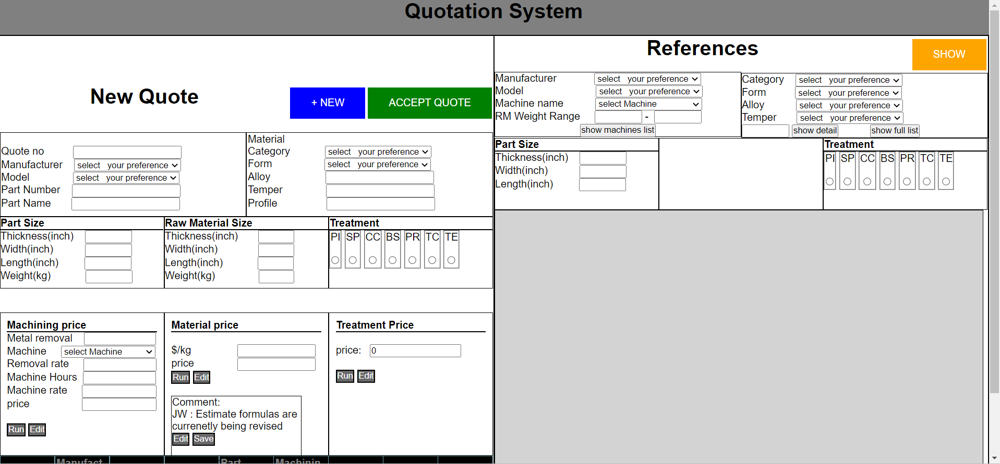 Quotation System
New Quote
+ NEW
ACCEPT QUOTE
Quote no
Manufacturer select your preference
Model select your preference
Part Number
Part Name
Material
Category select your preference
Form select your preference
Alloy
Temper
Profile
Part Size
Thickness(inch)
Width(inch)
Length(inch)
Weight(kg)
Raw Material Size
Thickness(inch)
Width(inch)
Length(inch)
Weight(kg)
Treatment
PI SP CC BS PR TC TE
Machining price
Metal removal
Machine select Machine
Removal rate
Machine Hours
Machine rate
price
Run Edit
Material price
$/kg
price
Run Edit
Comment:
JW : Estimate formulas are
currenetly being revised
Edit Save
Treatment Price
price: 0
Run Edit
Manufact Part Machinin
References
SHOW
Manufacturer select your preference
Model select your preference
Machine name select Machine
RM Weight Range -
show machines list
Category select your preference
Form select your preference
Alloy select your preference
Temper select your preference
show detail show full list
Part Size
Thickness(inch)
Width(inch)
Length(inch)
Treatment
PI SP CC BS PR TC TE